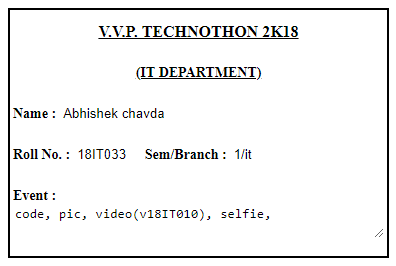 V.V.P. TECHNOTHON 2K18
(IT DEPARTMENT)
Name : Abhishek chavda
Roll No. : 18IT033 Sem/Branch : 1/it
Event :
code, pic, video(v18IT010), selfie,